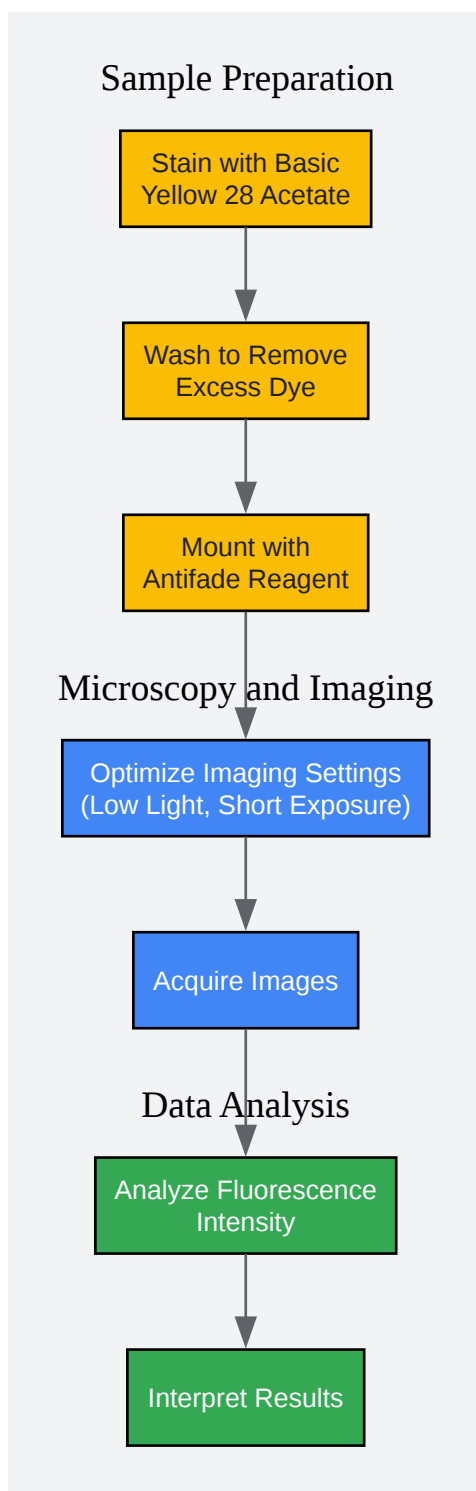 Sample Preparation
Stain with Basic
Yellow 28 Acetate
Wash to Remove
Excess Dye
Mount with
Antifade Reagent
Microscopy and Imaging
Optimize Imaging Settings
(Low Light, Short Exposure)
Acquire Images
Data Analysis
Analyze Fluorescence
Intensity
Interpret Results